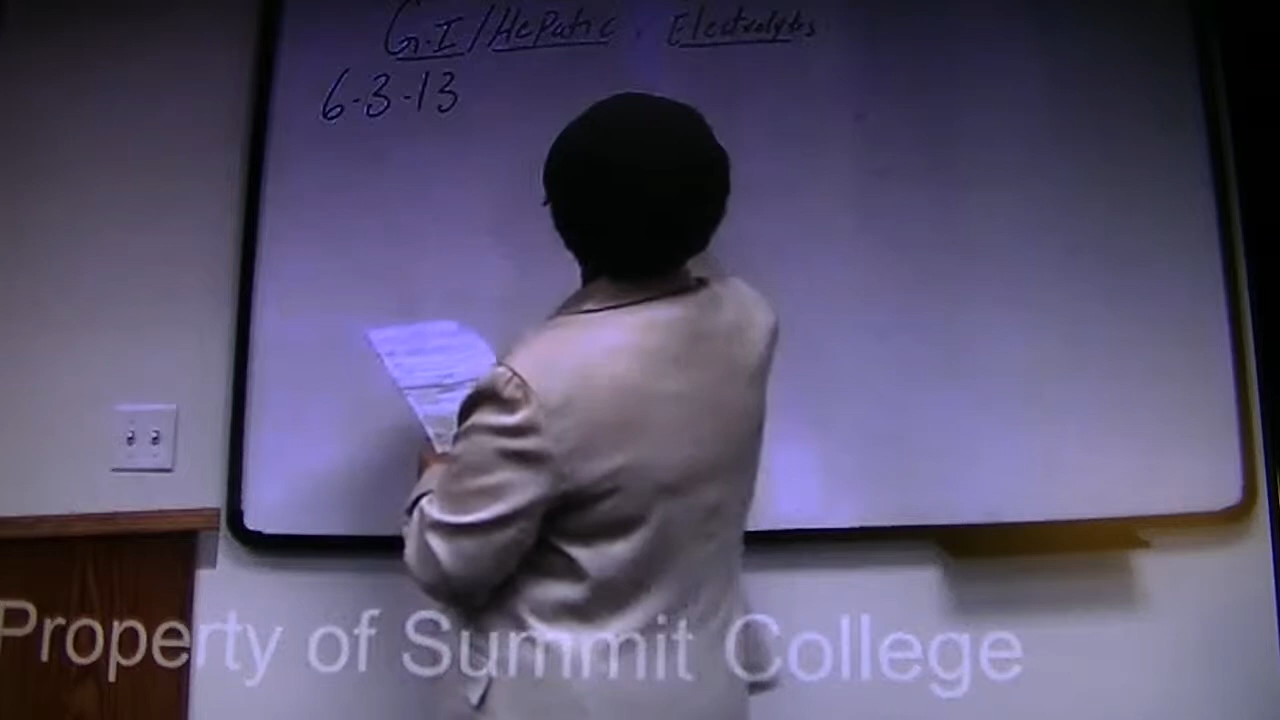 G.I/Hepatic, Electrolytes
6-3-13
Property of Summit College